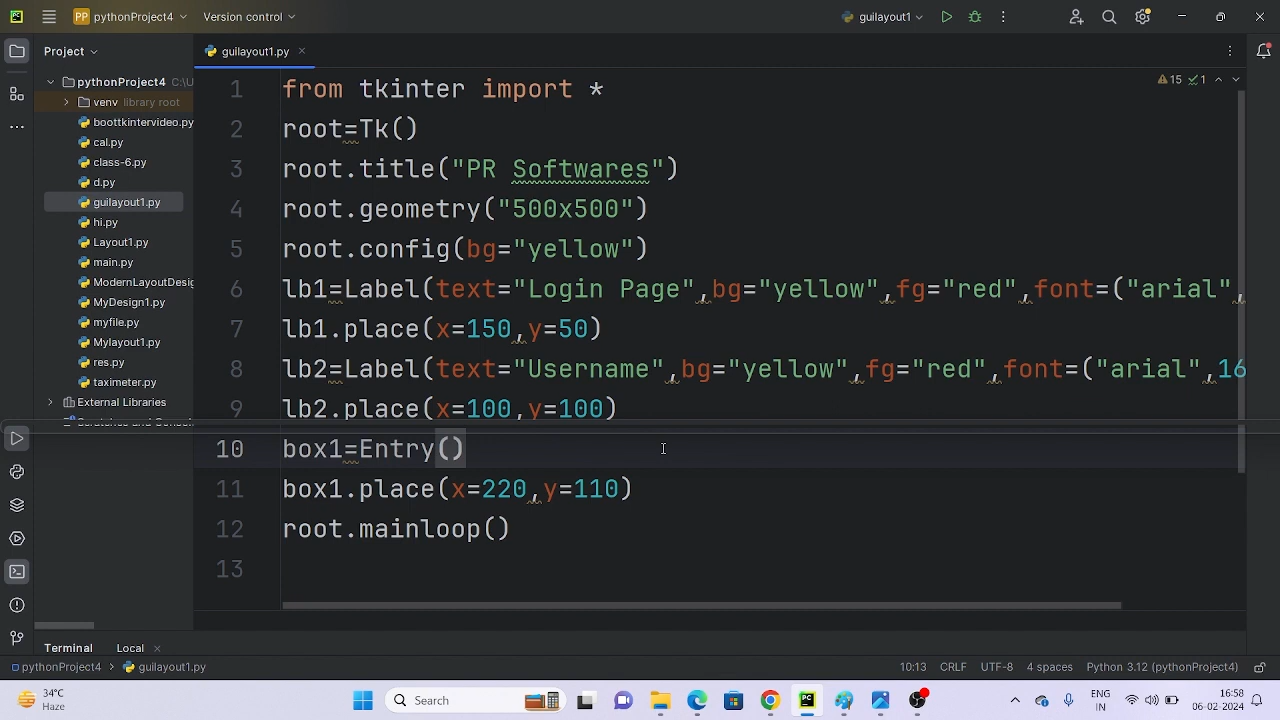 PP pythonProject4
Version control
guilayout1
Project
guilayout1.py
pythonProject4 C:\U
venv library root
boottkintervideo.py
cal.py
class-6.py
d.py
guilayout1.py
hi.py
Layout1.py
main.py
ModernLayoutDesig
MyDesign1.py
myfile.py
Mylayout1.py
res.py
taximeter.py
External Libraries
15 1
1 from tkinter import *
2 root=Tk()
3 root.title("PR Softwares")
4 root.geometry("500x500")
5 root.config(bg="yellow")
6 lb1=Label(text="Login Page",bg="yellow",fg="red",font=("arial",
7 lb1.place(x=150,y=50)
8 lb2=Label(text="Username",bg="yellow",fg="red",font=("arial",16
9 lb2.place(x=100,y=100)
10 box1=Entry()
11 box1.place(x=220,y=110)
12 root.mainloop()
13
Terminal Local
pythonProject4 guilayout1.py
10:13 CRLF UTF-8 4 spaces Python 3.12 (pythonProject4)
34°C
Haze
Search
PC
ENG
IN
16:58
06-02-2024